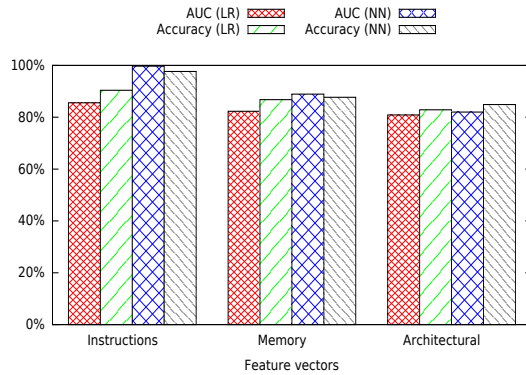 AUC (LR)
AUC (NN)
Accuracy (LR)
Accuracy (NN)
100%
80%
60%
40%
20%
0%
Instructions
Memory
Architectural
Feature vectors